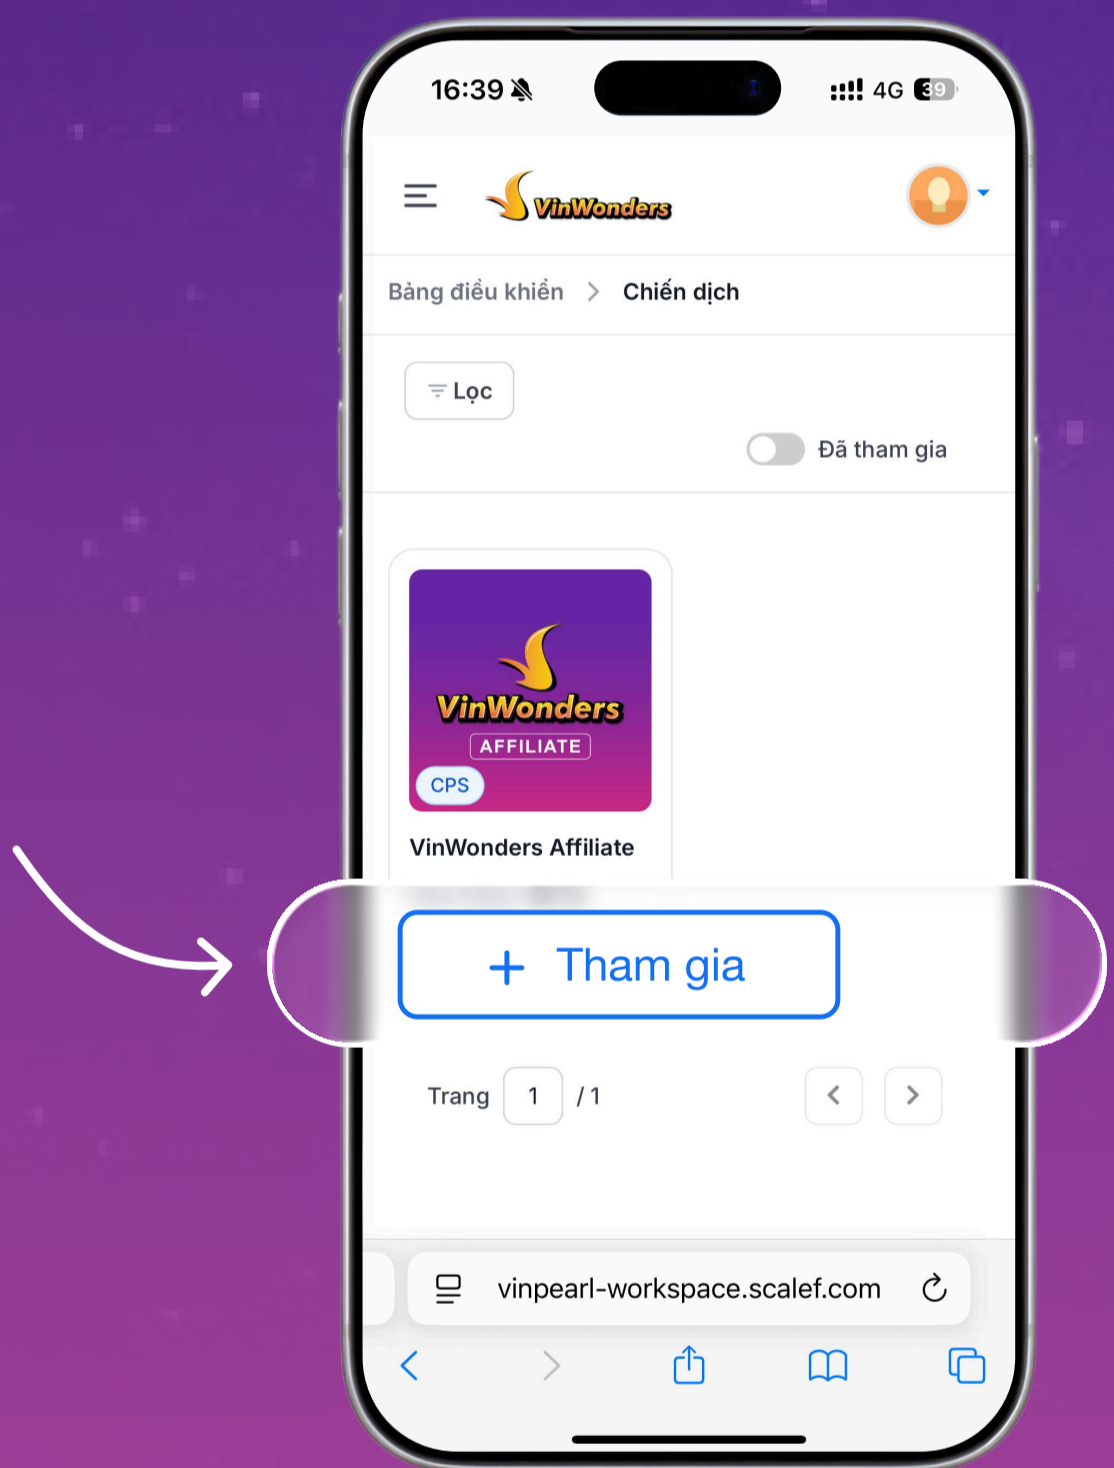 16:39
4G 39
VinWonders
Bảng điều khiển > Chiến dịch
Lọc
Đã tham gia
VinWonders
AFFILIATE
CPS
VinWonders Affiliate
+ Tham gia
Trang 1 / 1
vinpearl-workspace.scalef.com